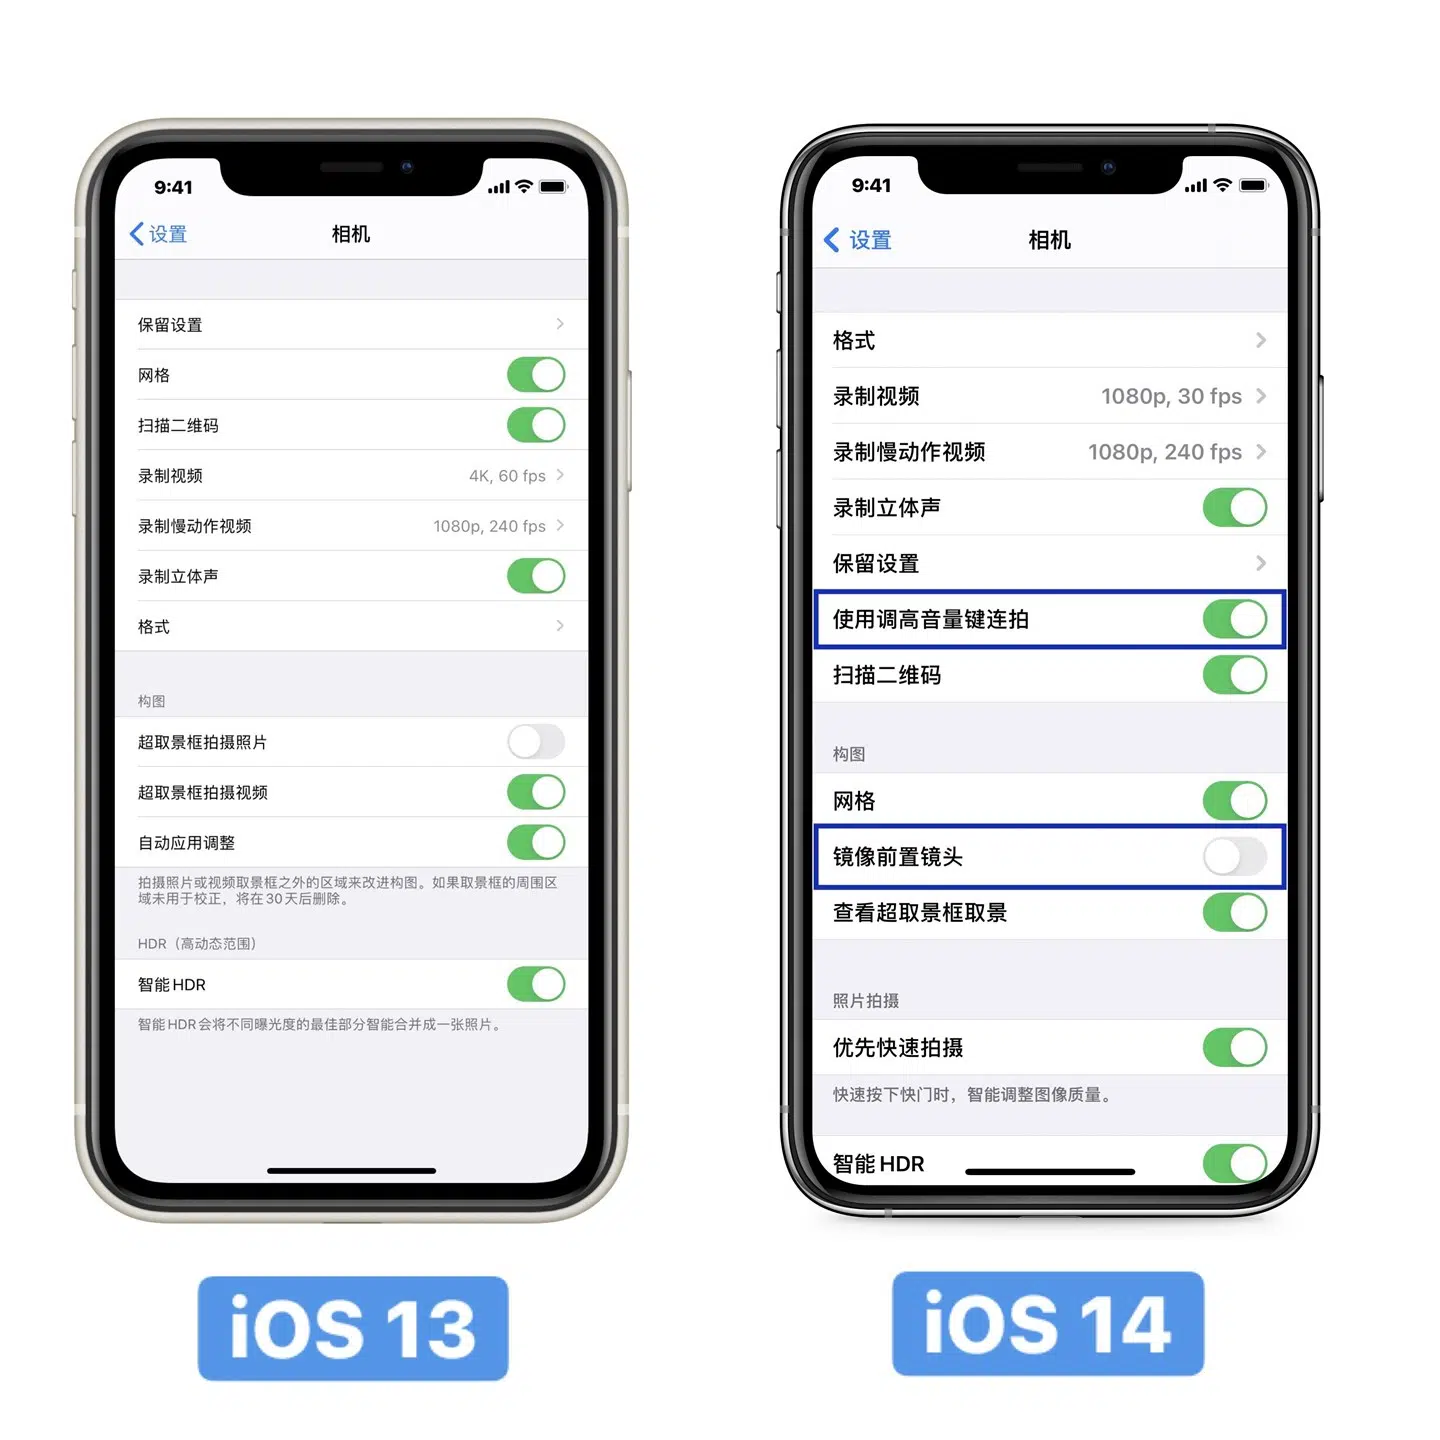 9:41
设置
相机
保留设置
网格
扫描二维码
录制视频 4K, 60 fps
录制慢动作视频 1080p, 240 fps
录制立体声
格式
构图
超取景框拍摄照片
超取景框拍摄视频
自动应用调整
拍摄照片或视频取景框之外的区域来改进构图。如果取景框的周围区
域未用于校正，将在30天后删除。
HDR（高动态范围）
智能HDR
智能HDR会将不同曝光度的最佳部分智能合并成一张照片。
iOS 13
9:41
设置
相机
格式
录制视频 1080p, 30 fps
录制慢动作视频 1080p, 240 fps
录制立体声
保留设置
使用调高音量键连拍
扫描二维码
构图
网格
镜像前置镜头
查看超取景框取景
照片拍摄
优先快速拍摄
快速按下快门时，智能调整图像质量。
智能 HDR
iOS 14